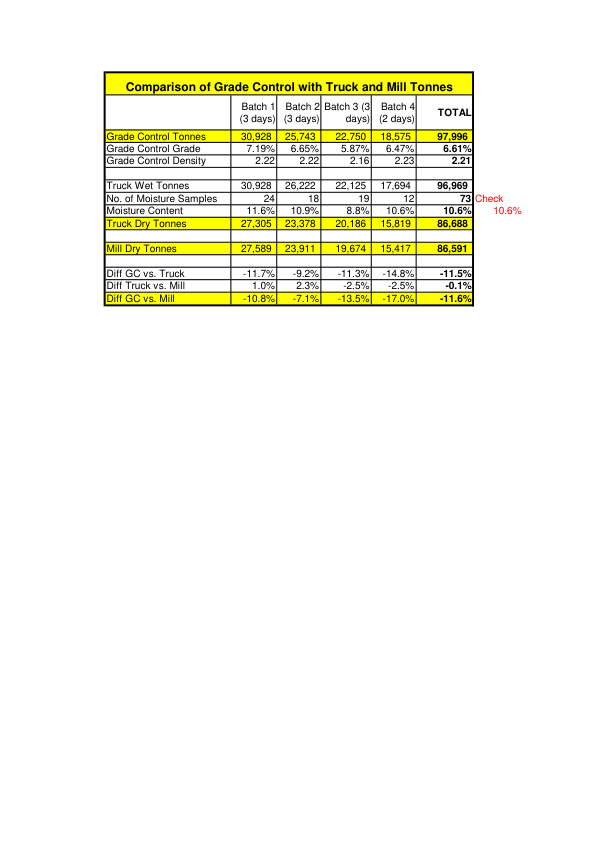 Comparison of Grade Control with Truck and Mill Tonnes
Batch 1 Batch 2 Batch 3 (3 Batch 4
(3 days) (3 days) days) (2 days) TOTAL
Grade Control Tonnes 30,928 25,743 22,750 18,575 97,996
Grade Control Grade 7.19% 6.65% 5.87% 6.47% 6.61%
Grade Control Density 2.22 2.22 2.16 2.23 2.21
Truck Wet Tonnes 30,928 26,222 22,125 17,694 96,969
No. of Moisture Samples 24 18 19 12 73 Check
Moisture Content 11.6% 10.9% 8.8% 10.6% 10.6% 10.6%
Truck Dry Tonnes 27,305 23,378 20,186 15,819 86,688
Mill Dry Tonnes 27,589 23,911 19,674 15,417 86,591
Diff GC vs. Truck -11.7% -9.2% -11.3% -14.8% -11.5%
Diff Truck vs. Mill 1.0% 2.3% -2.5% -2.5% -0.1%
Diff GC vs. Mill -10.8% -7.1% -13.5% -17.0% -11.6%